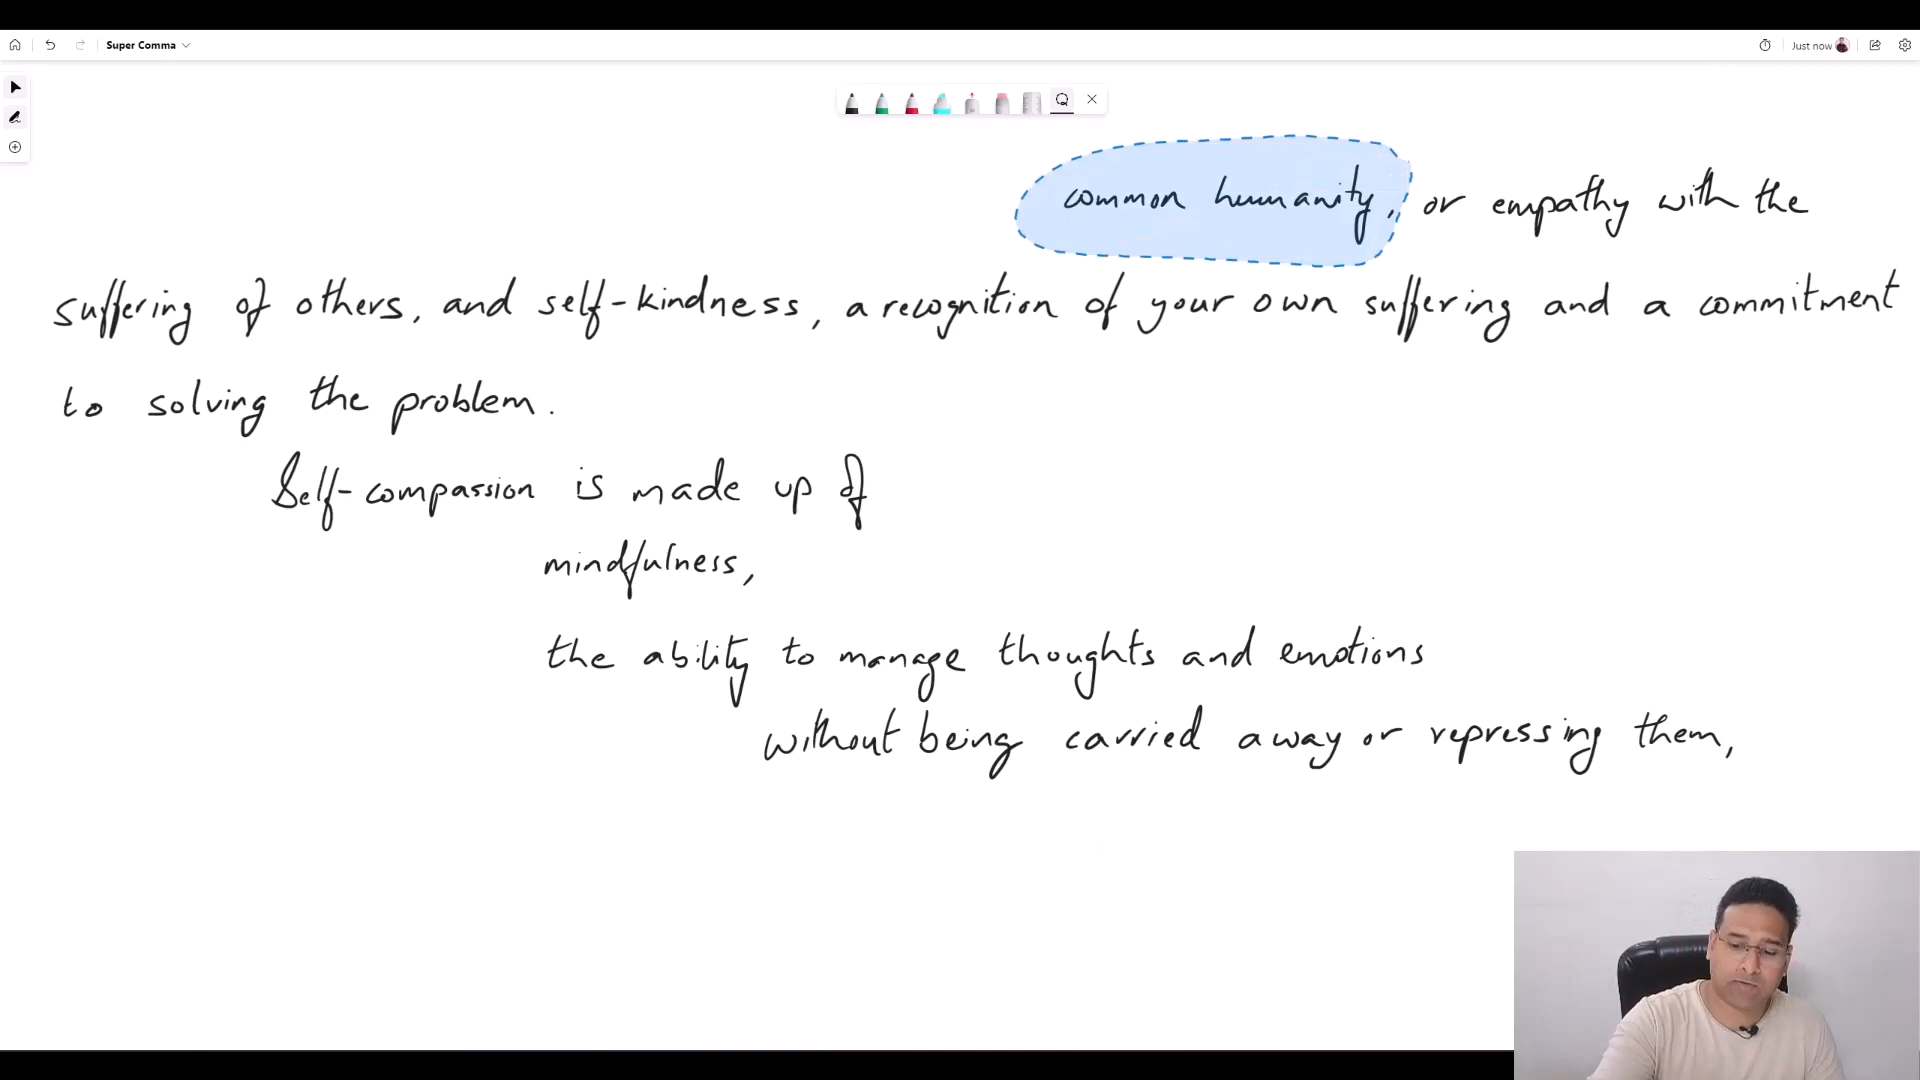 Super Comma
Just now
common humanity, or empathy with the
suffering of others, and self-kindness, a recognition of your own suffering and a commitment
to solving the problem.
Self-compassion is made up of
mindfulness,
the ability to manage thoughts and emotions
without being carried away or repressing them,